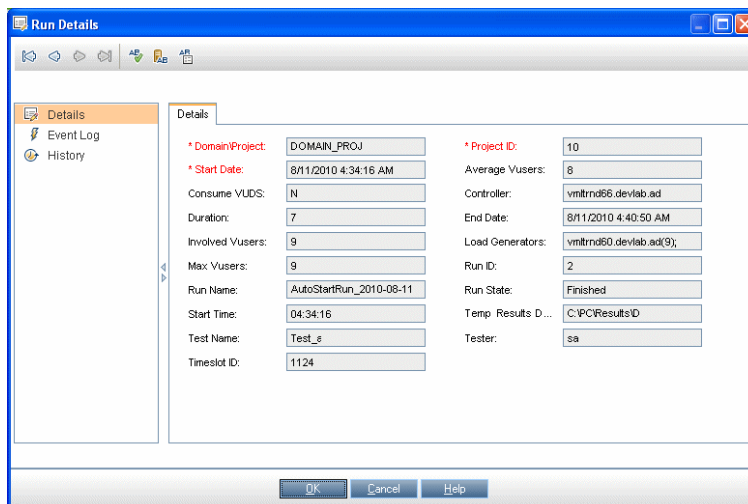 Run Details
Details
Event Log
History
Details
* Domain\Project: DOMAIN_PROJ * Project ID: 10
* Start Date: 8/11/2010 4:34:16 AM Average Vusers: 8
Consume VUDS: N Controller: vmltrnd66.devlab.ad
Duration: 7 End Date: 8/11/2010 4:40:50 AM
Involved Vusers: 9 Load Generators: vmltrnd60.devlab.ad(9);
Max Vusers: 9 Run ID: 2
Run Name: AutoStartRun_2010-08-11 Run State: Finished
Start Time: 04:34:16 Temp Results D... C:\PC\Results\D
Test Name: Test_a Tester: sa
Timeslot ID: 1124
OK Cancel Help